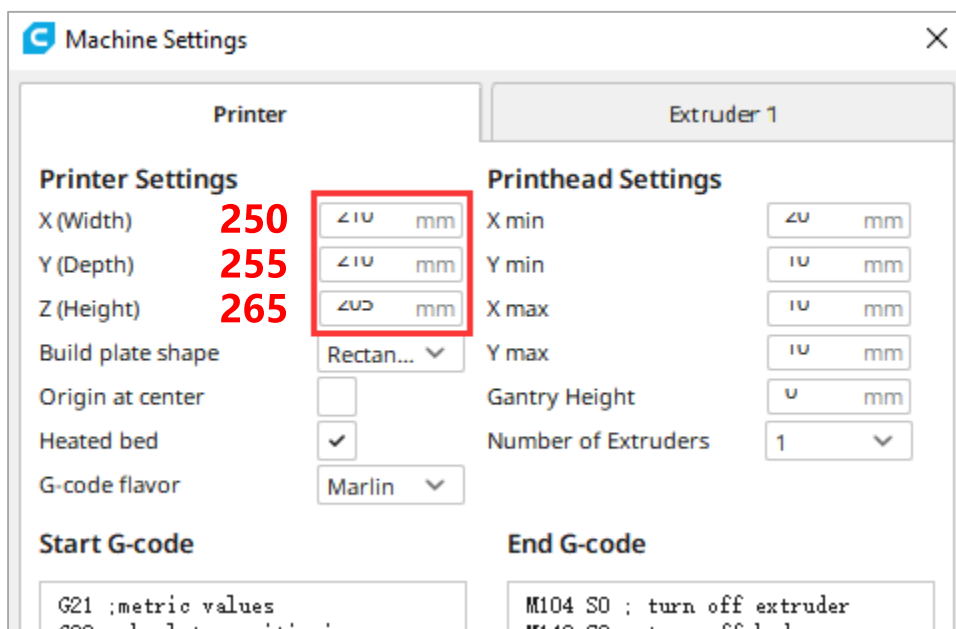 Machine Settings
Printer
Extruder 1
Printer Settings
X (Width) 250 mm
Y (Depth) 255 mm
Z (Height) 265 mm
Build plate shape Rectan...
Origin at center
Heated bed
G-code flavor Marlin
Printhead Settings
X min mm
Y min mm
X max mm
Y max mm
Gantry Height mm
Number of Extruders 1
Start G-code
G21 ;metric values
End G-code
M104 S0 ; turn off extruder